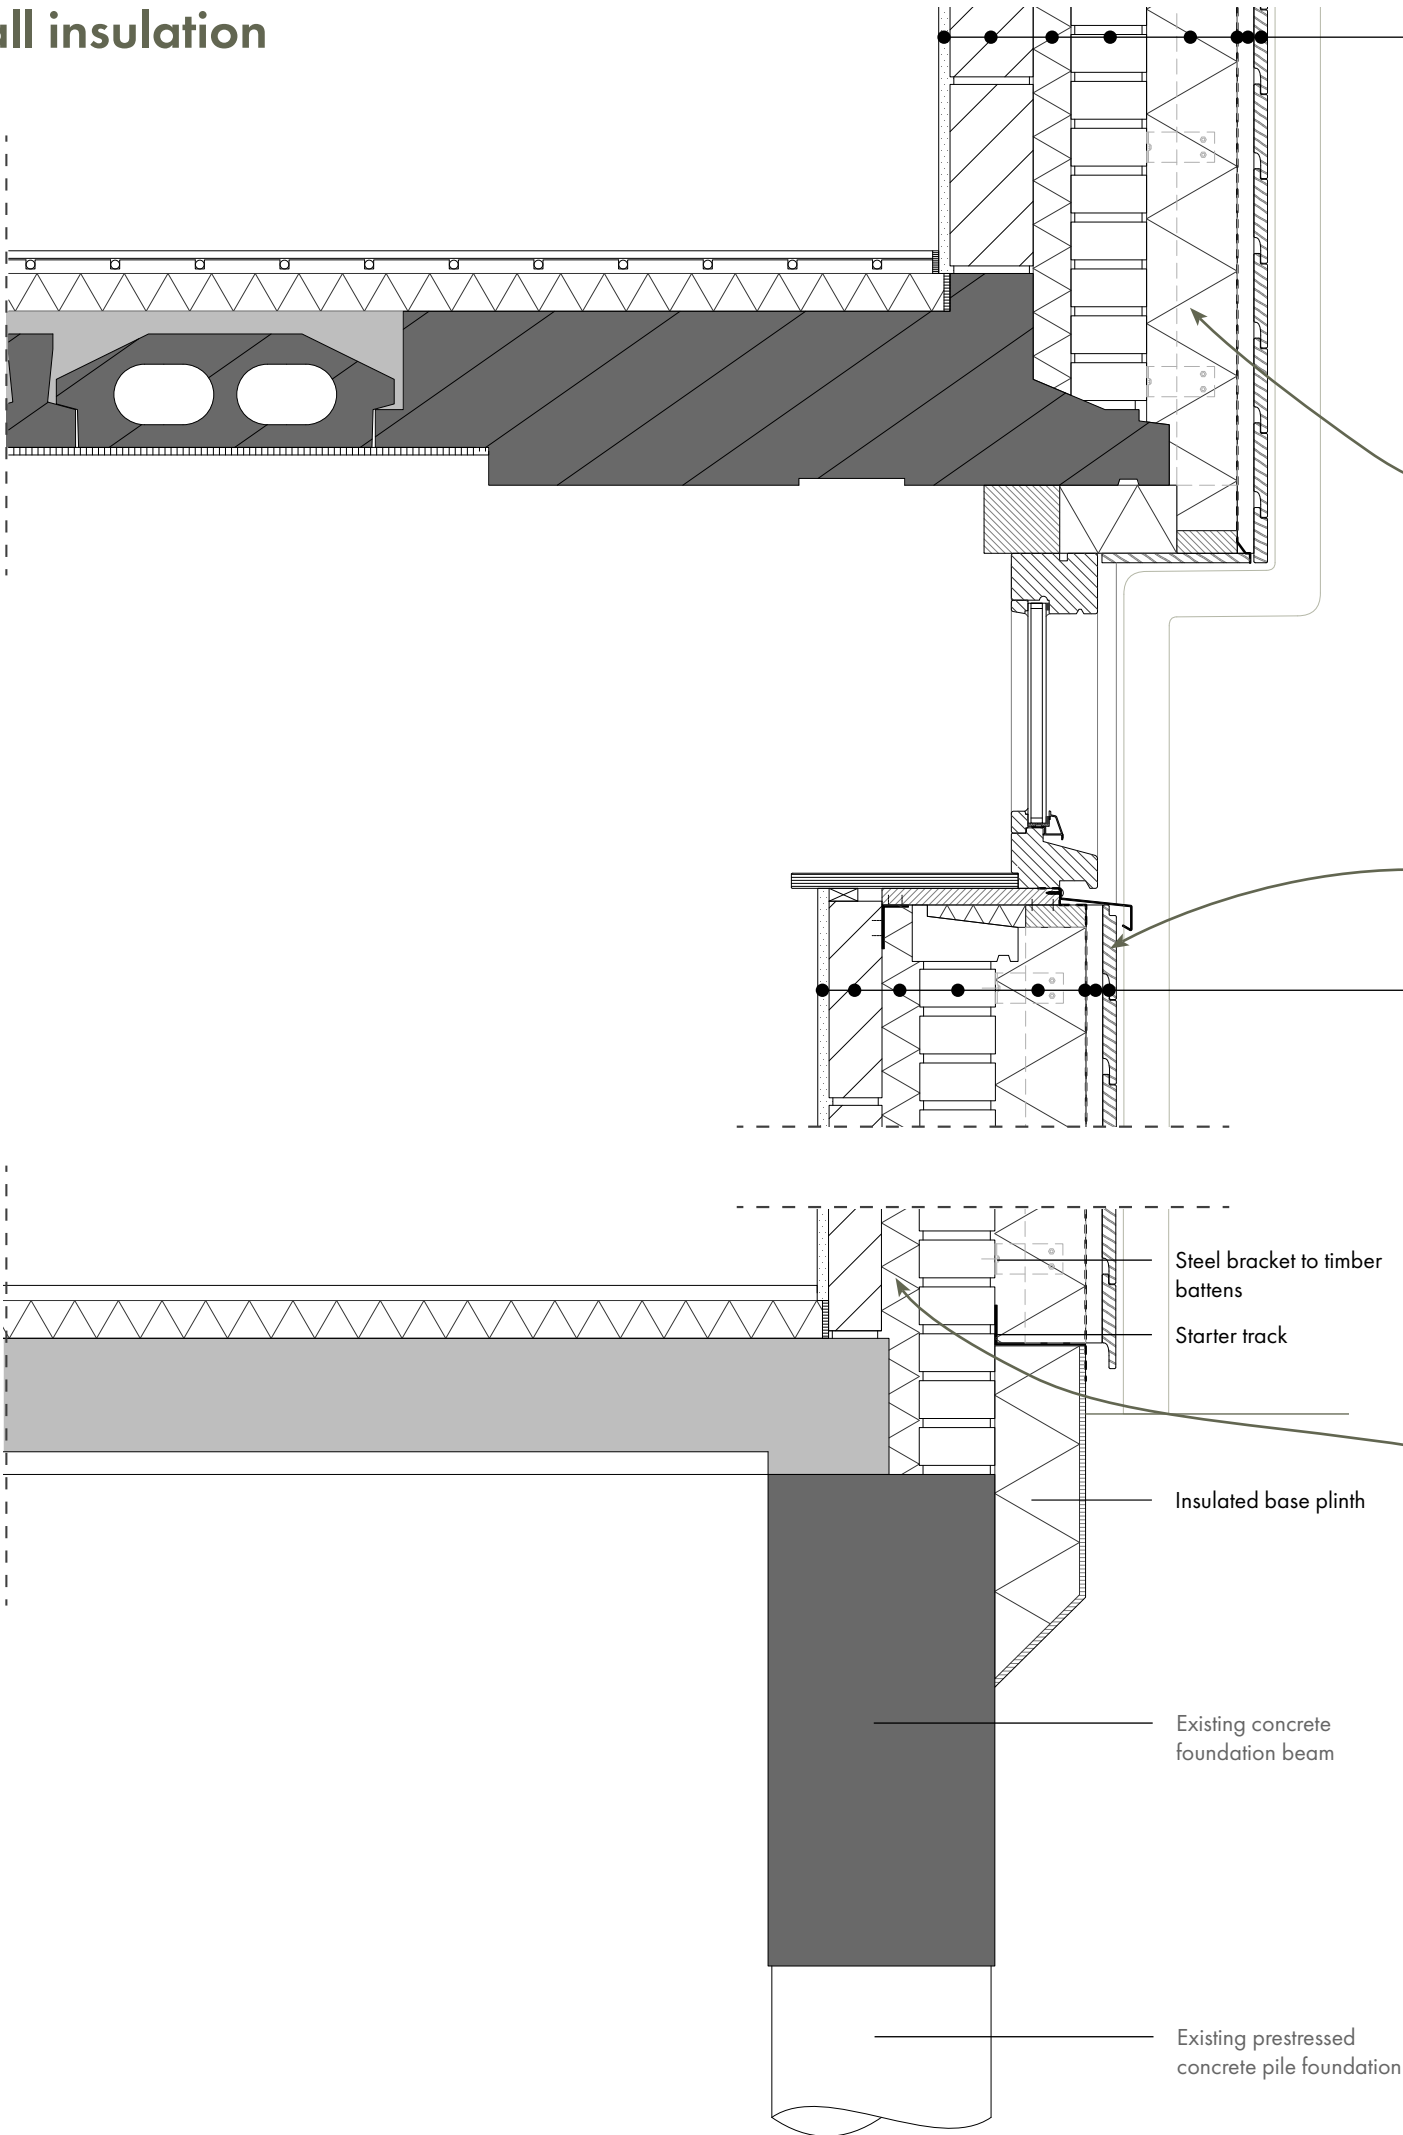 all insulation
Steel bracket to timber
battens
Starter track
Insulated base plinth
Existing concrete
foundation beam
Existing prestressed
concrete pile foundation